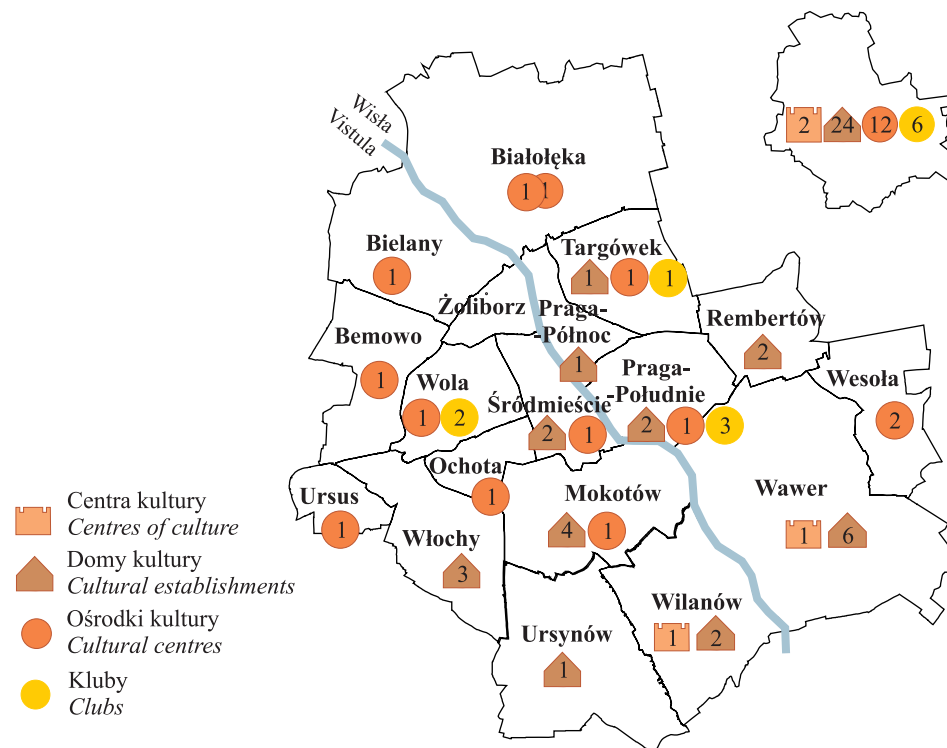 Wisła
Vistula
2 24 12 6
Białołęka
1 1
Bielany
1
Targówek
1 1 1
Żoliborz
Praga-
-Północ
1
Rembertów
2
Bemowo
1
Wola
1 2
Śródmieście
2 1
Praga-
-Południe
2 1 3
Wesoła
2
Ochota
1
Ursus
1
Włochy
3
Mokotów
4 1
Wawer
1 6
Wilanów
1 2
Ursynów
1
Centra kultury
Centres of culture
Domy kultury
Cultural establishments
Ośrodki kultury
Cultural centres
Kluby
Clubs